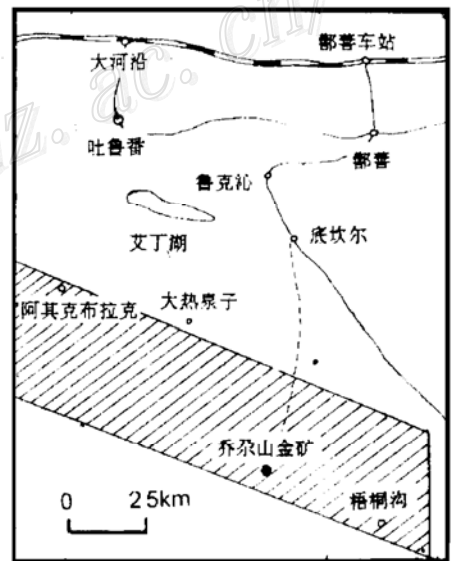 大河沿
鄯善车站
吐鲁番
鄯善
鲁克沁
艾丁湖
底坎尔
阿其克布拉克
大热泉子
乔尕山金矿
梧桐沟
0 25km